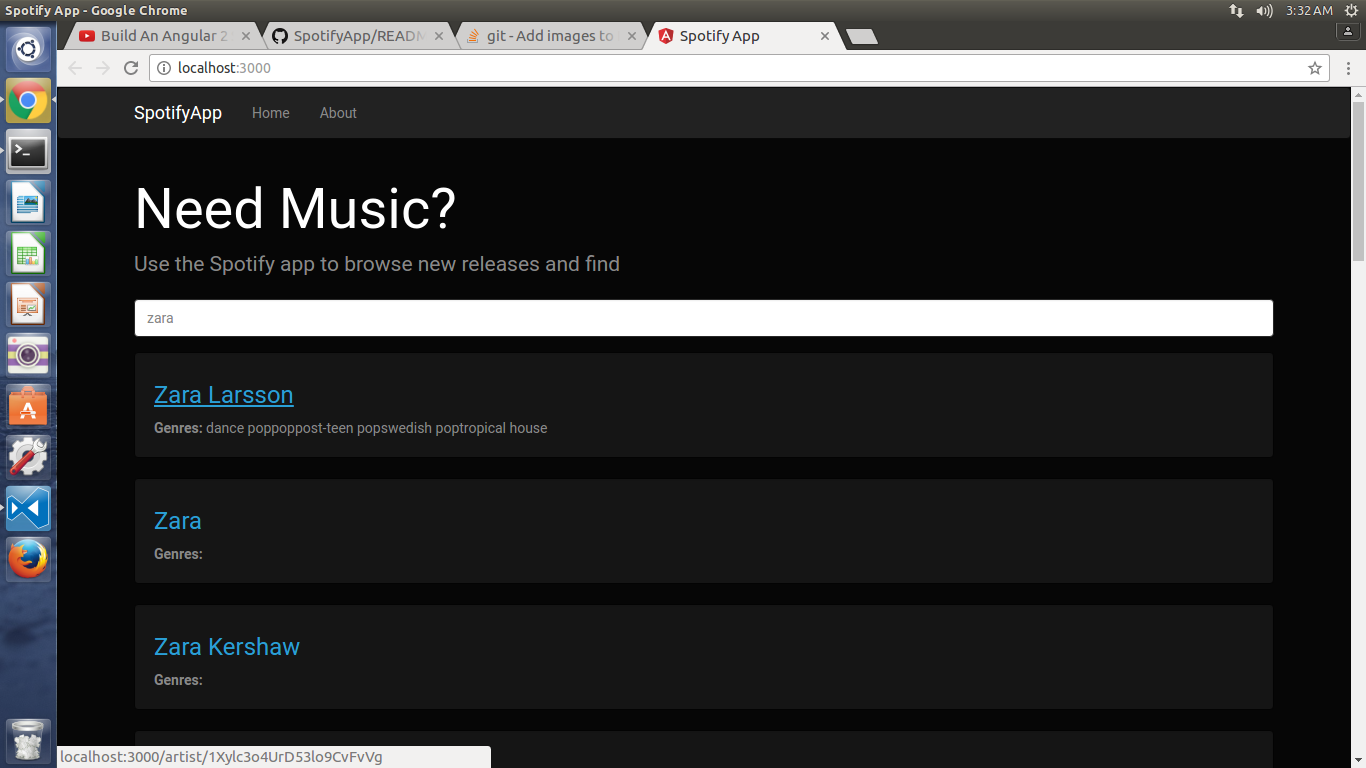 Spotify App - Google Chrome
3:32 AM
Build An Angular 2
SpotifyApp/READM
git - Add images to
Spotify App
localhost:3000
SpotifyApp Home About
Need Music?
Use the Spotify app to browse new releases and find
zara
Zara Larsson
Genres: dance poppoppost-teen popswedish poptropical house
Zara
Genres:
Zara Kershaw
Genres:
localhost:3000/artist/1Xylc3o4UrD53lo9CvFvVg